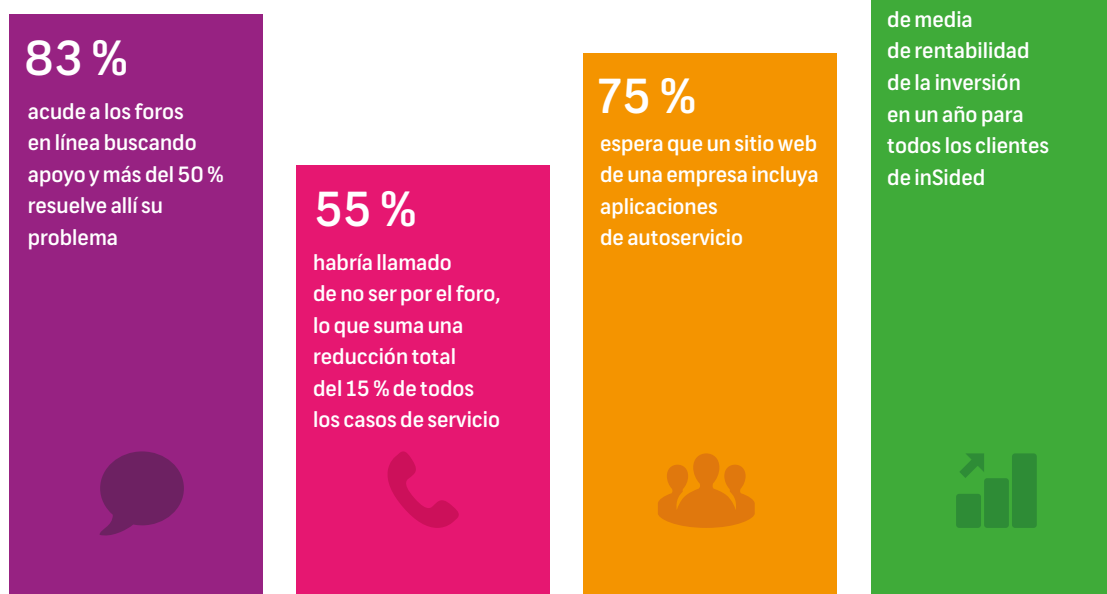 83 %
acude a los foros
en línea buscando
apoyo y más del 50 %
resuelve allí su
problema
55 %
habría llamado
de no ser por el foro,
lo que suma una
reducción total
del 15 % de todos
los casos de servicio
75 %
espera que un sitio web
de una empresa incluya
aplicaciones
de autoservicio
de media
de rentabilidad
de la inversión
en un año para
todos los clientes
de inSided